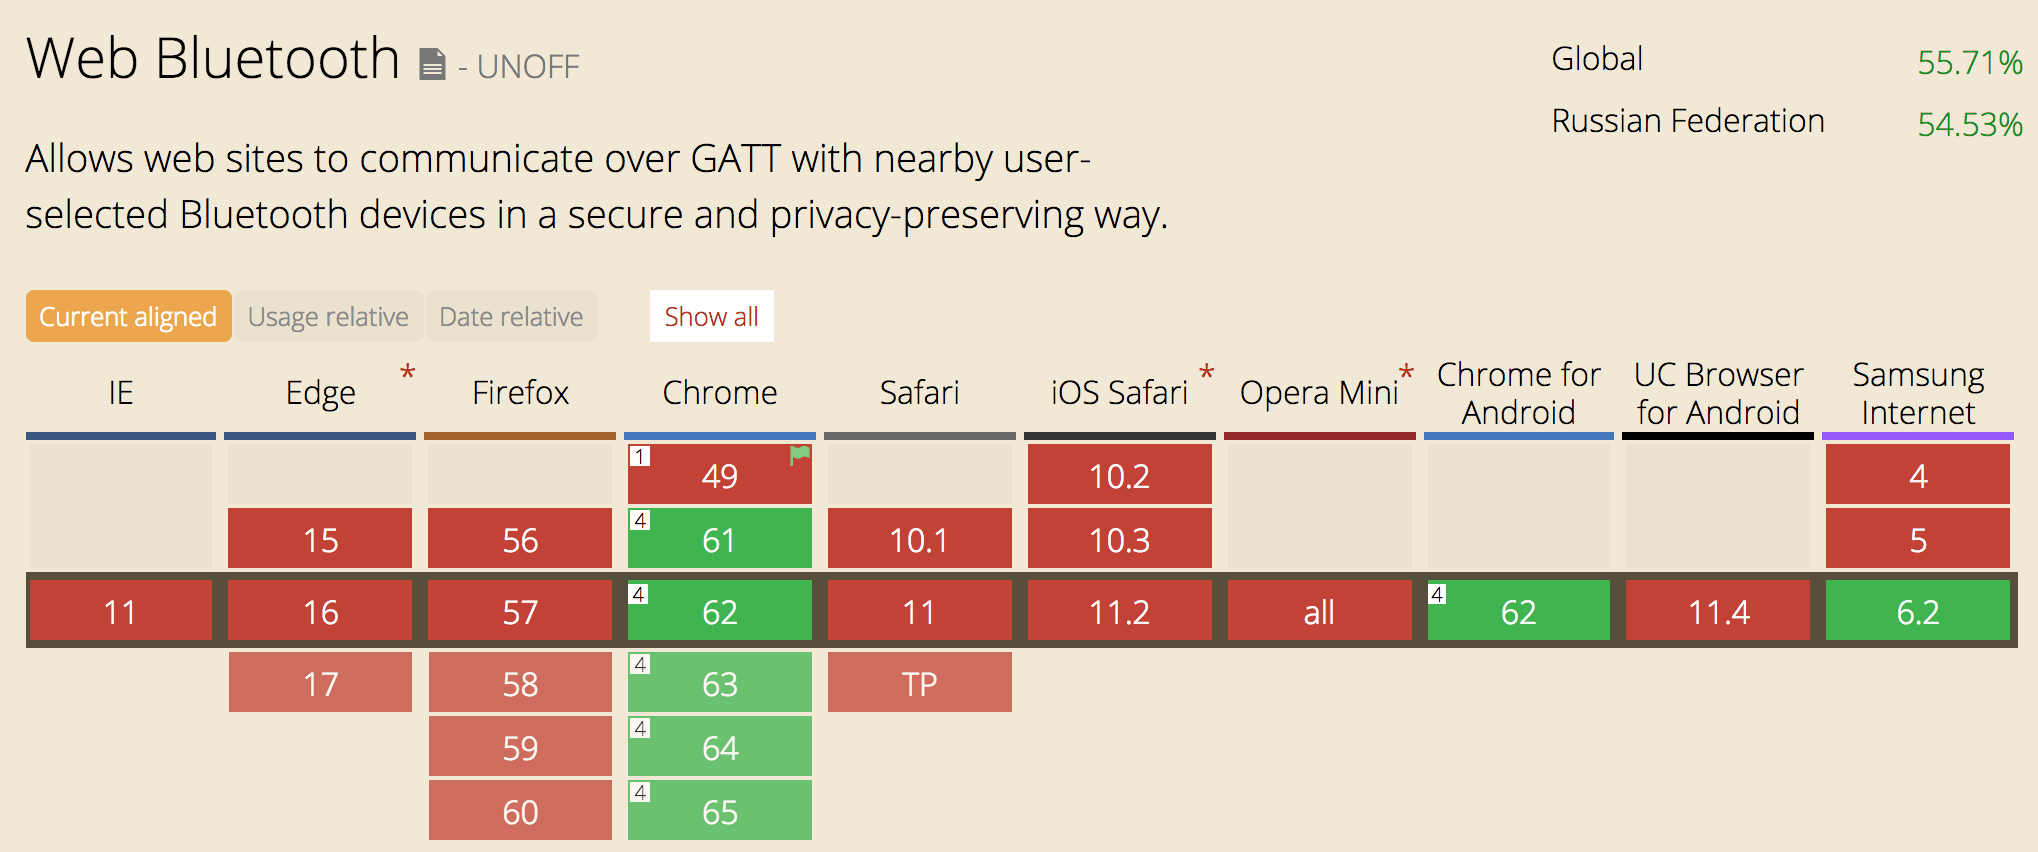 Web Bluetooth - UNOFF
Global 55.71%
Russian Federation 54.53%
Allows web sites to communicate over GATT with nearby user-
selected Bluetooth devices in a secure and privacy-preserving way.
Current aligned Usage relative Date relative Show all
IE Edge * Firefox Chrome Safari iOS Safari * Opera Mini * Chrome for Android UC Browser for Android Samsung Internet
1 49 10.2 4
15 56 4 61 10.1 10.3 5
11 16 57 4 62 11 11.2 all 4 62 11.4 6.2
17 58 4 63 TP
59 4 64
60 4 65